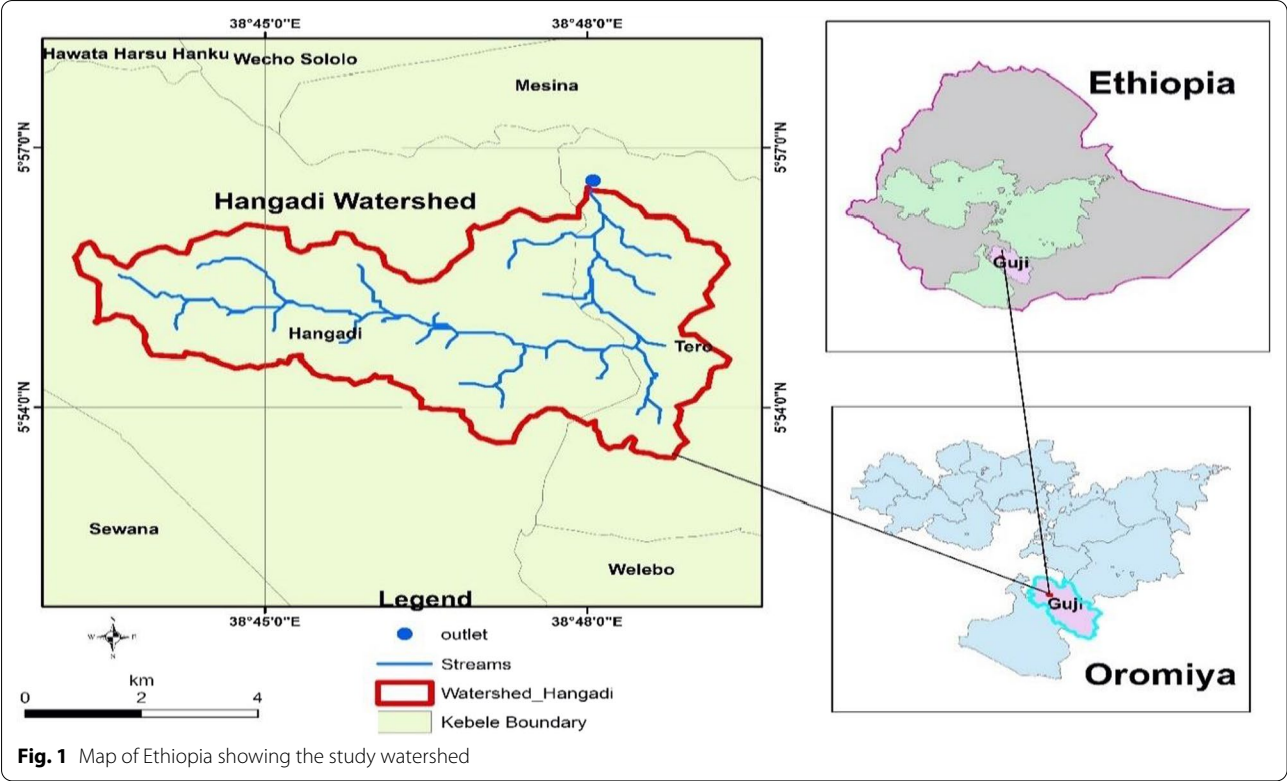 38°45'0"E
38°48'0"E
Hawata Harsu Hanku
Wecho Sololo
Mesina
5°57'0"N
5°57'0"N
Hangadi Watershed
Hangadi
Tero
5°54'0"N
5°54'0"N
Sewana
Welebo
38°45'0"E
38°48'0"E
Legend
outlet
Streams
Watershed_Hangadi
Kebele Boundary
N
W
E
km
0
2
4
Ethiopia
Guji
Guji
Oromiya
Fig. 1 Map of Ethiopia showing the study watershed